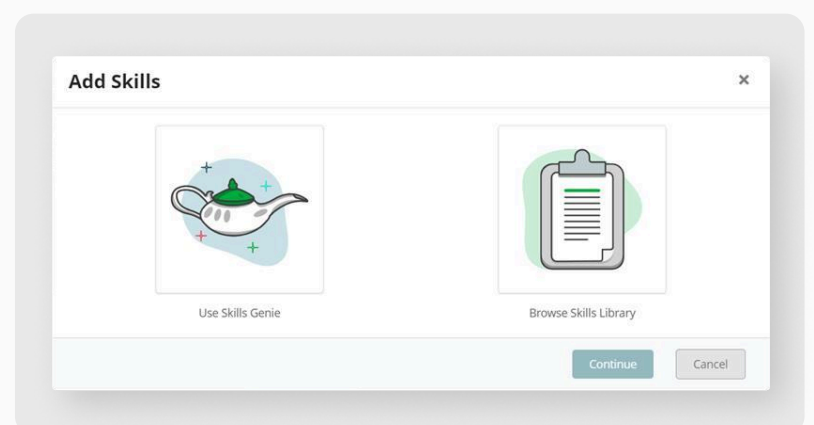 Add Skills
×
Use Skills Genie
Browse Skills Library
Continue
Cancel